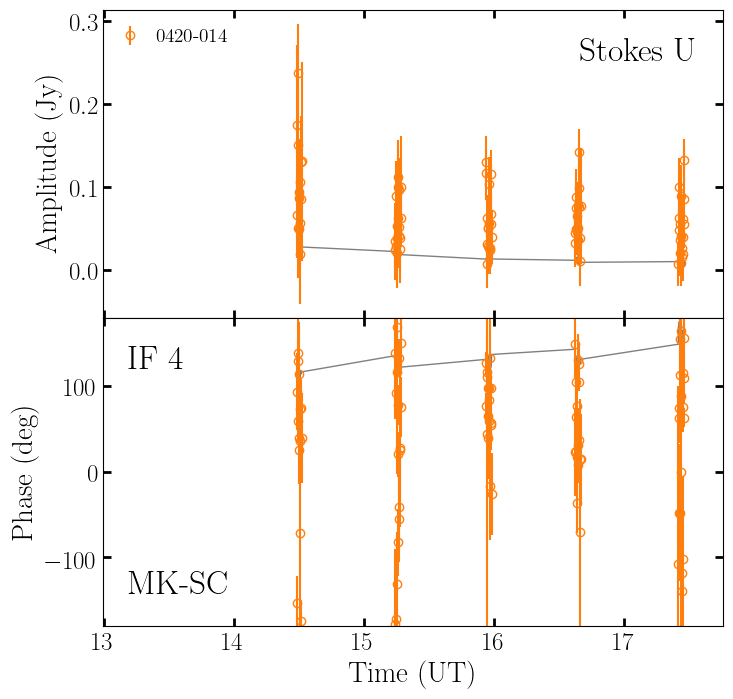 0420-014
Stokes U
0.3
0.2
0.1
0.0
Amplitude (Jy)
IF 4
100
0
−100
Phase (deg)
MK-SC
13 14 15 16 17
Time (UT)